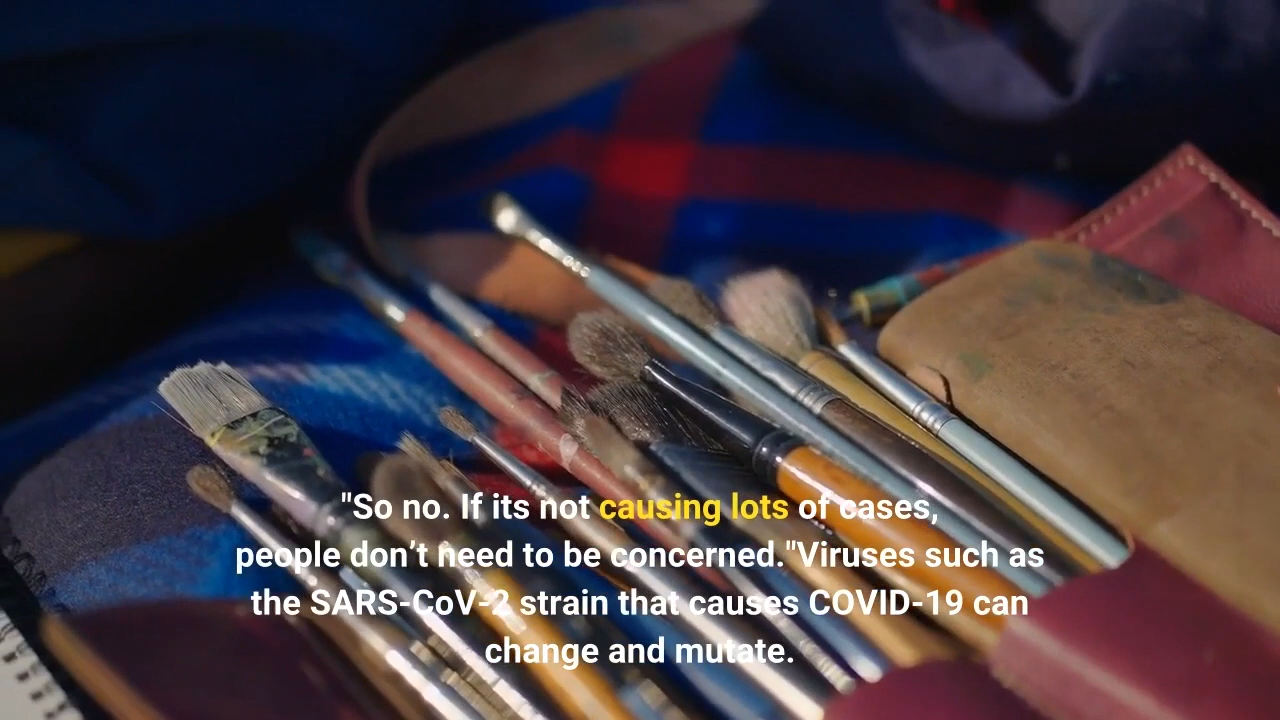 "So no. If its not causing lots of cases,
people don’t need to be concerned."Viruses such as
the SARS-CoV-2 strain that causes COVID-19 can
change and mutate.